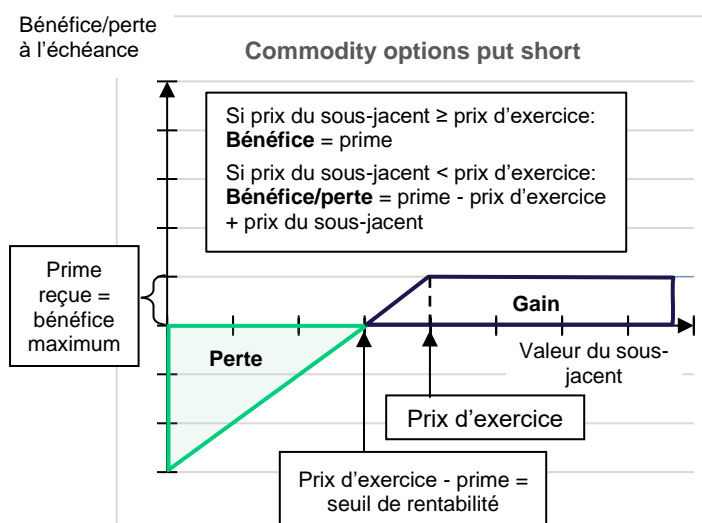 Bénéfice/perte
à l'échéance
Commodity options put short
Si prix du sous-jacent ≥ prix d'exercice:
Bénéfice = prime
Si prix du sous-jacent < prix d'exercice:
Bénéfice/perte = prime - prix d'exercice
+ prix du sous-jacent
Prime
reçue =
bénéfice
maximum
Gain
Perte
Valeur du sous-
jacent
Prix d'exercice
Prix d'exercice - prime =
seuil de rentabilité